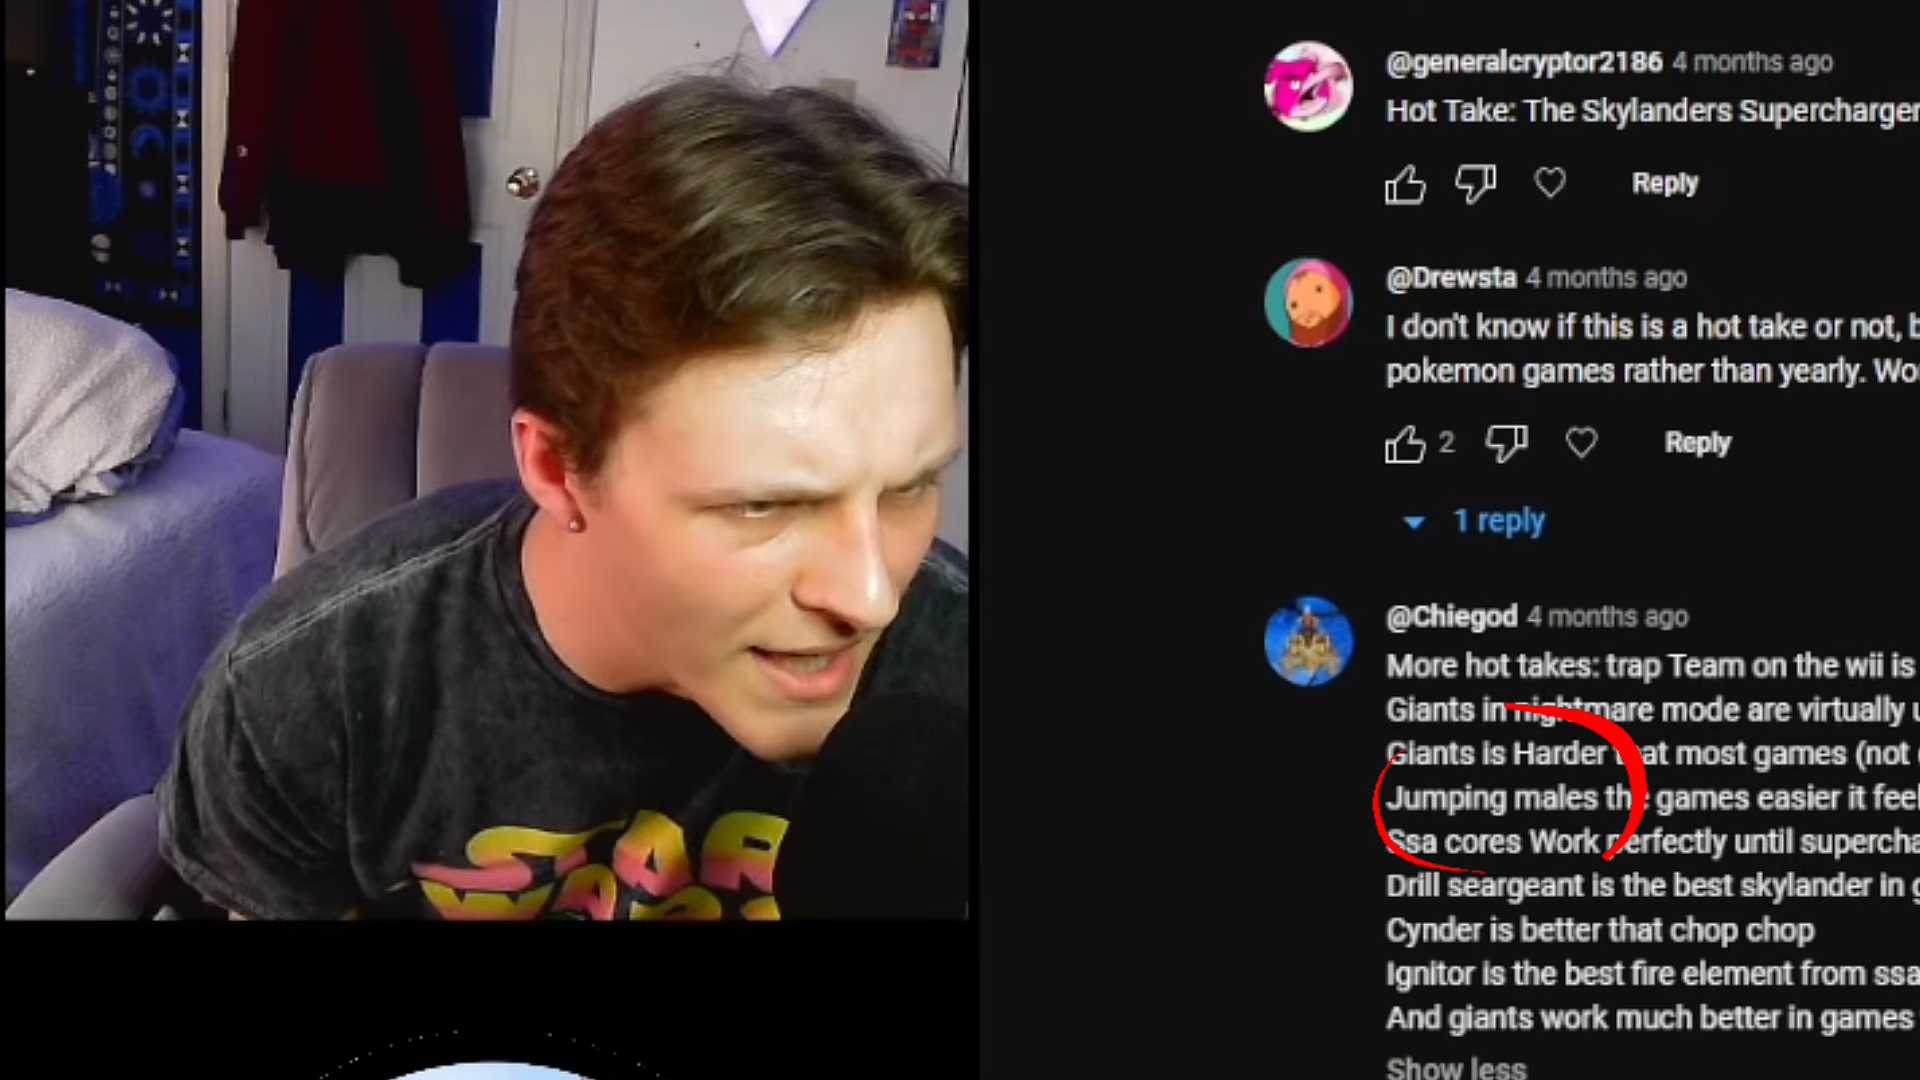 @generalcryptor2186 4 months ago
Hot Take: The Skylanders Supercharger
Reply
@Drewsta 4 months ago
I don't know if this is a hot take or not, b
pokemon games rather than yearly. Wo
2
Reply
1 reply
@Chiegod 4 months ago
More hot takes: trap Team on the wii is
Giants in nightmare mode are virtually u
Giants is Harder that most games (not
Jumping males the games easier it feel
Ssa cores Work perfectly until supercha
Drill seargeant is the best skylander in g
Cynder is better that chop chop
Ignitor is the best fire element from ssa
And giants work much better in games
Show less
STAR
WARS